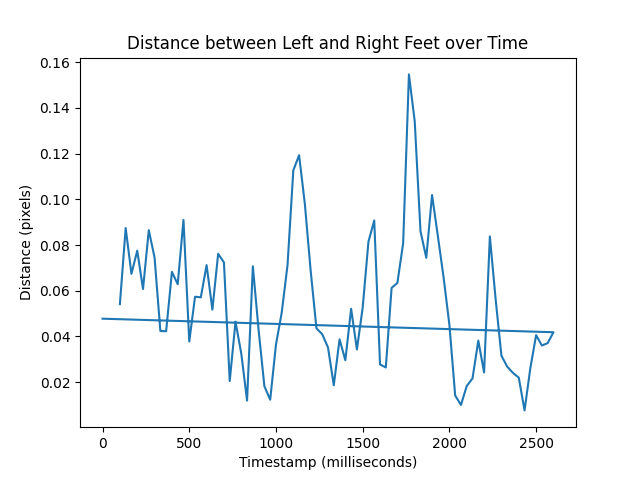 Distance between Left and Right Feet over Time
0.16
0.14
0.12
0.10
0.08
0.06
0.04
0.02
Distance (pixels)
0 500 1000 1500 2000 2500
Timestamp (milliseconds)